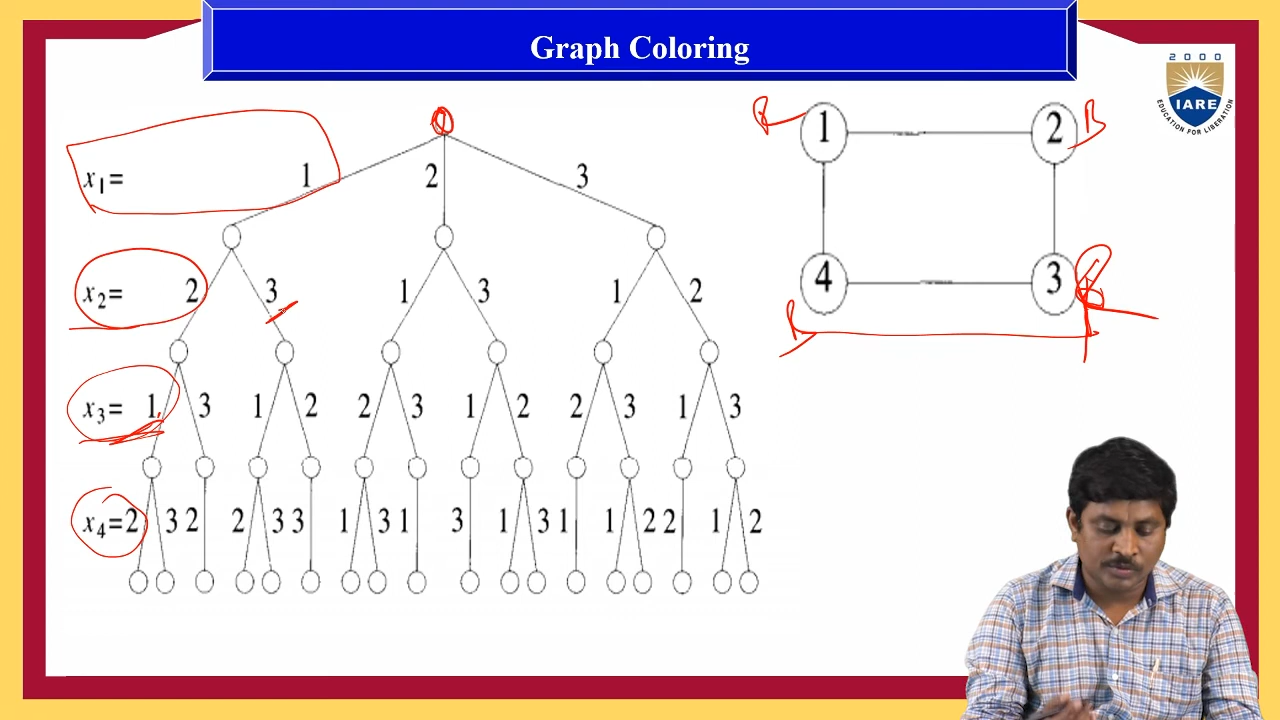 Graph Coloring
2000
IARE
EDUCATION FOR LIBERATION
x1= 1 2 3
x2= 2 3 1 3 1 2
x3= 1 3 1 2 2 3 1 2 2 3 1 3
x4=2 3 2 2 3 3 1 3 1 3 1 3 1 1 2 2 1 2
1 2
4 3
R B
B R